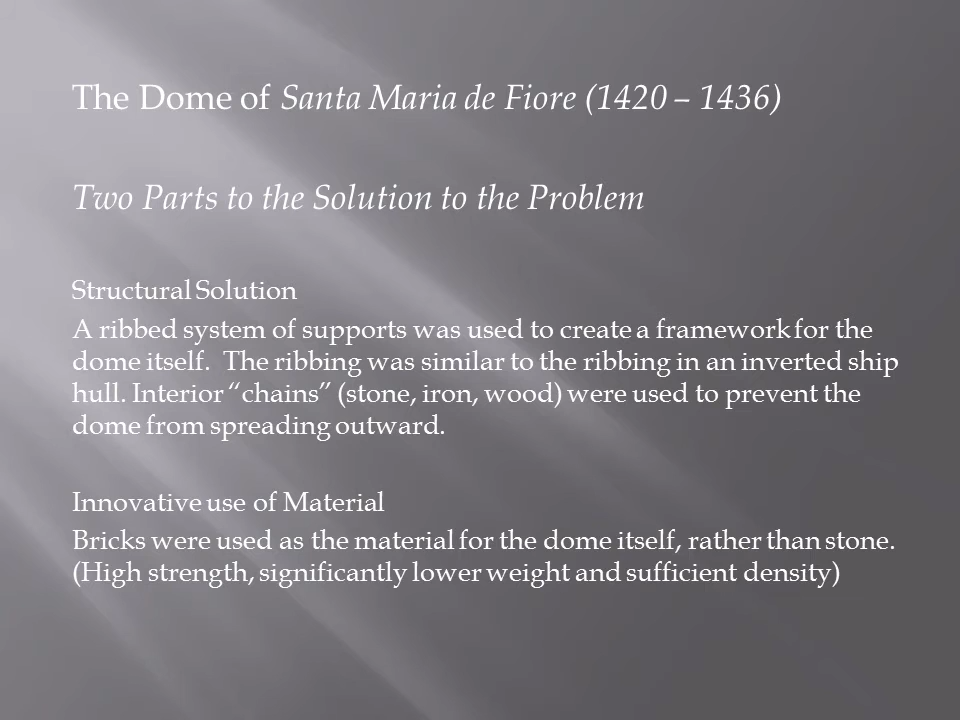 The Dome of Santa Maria de Fiore (1420 – 1436)
Two Parts to the Solution to the Problem
Structural Solution
A ribbed system of supports was used to create a framework for the
dome itself.  The ribbing was similar to the ribbing in an inverted ship
hull. Interior “chains” (stone, iron, wood) were used to prevent the
dome from spreading outward.
Innovative use of Material
Bricks were used as the material for the dome itself, rather than stone.
(High strength, significantly lower weight and sufficient density)